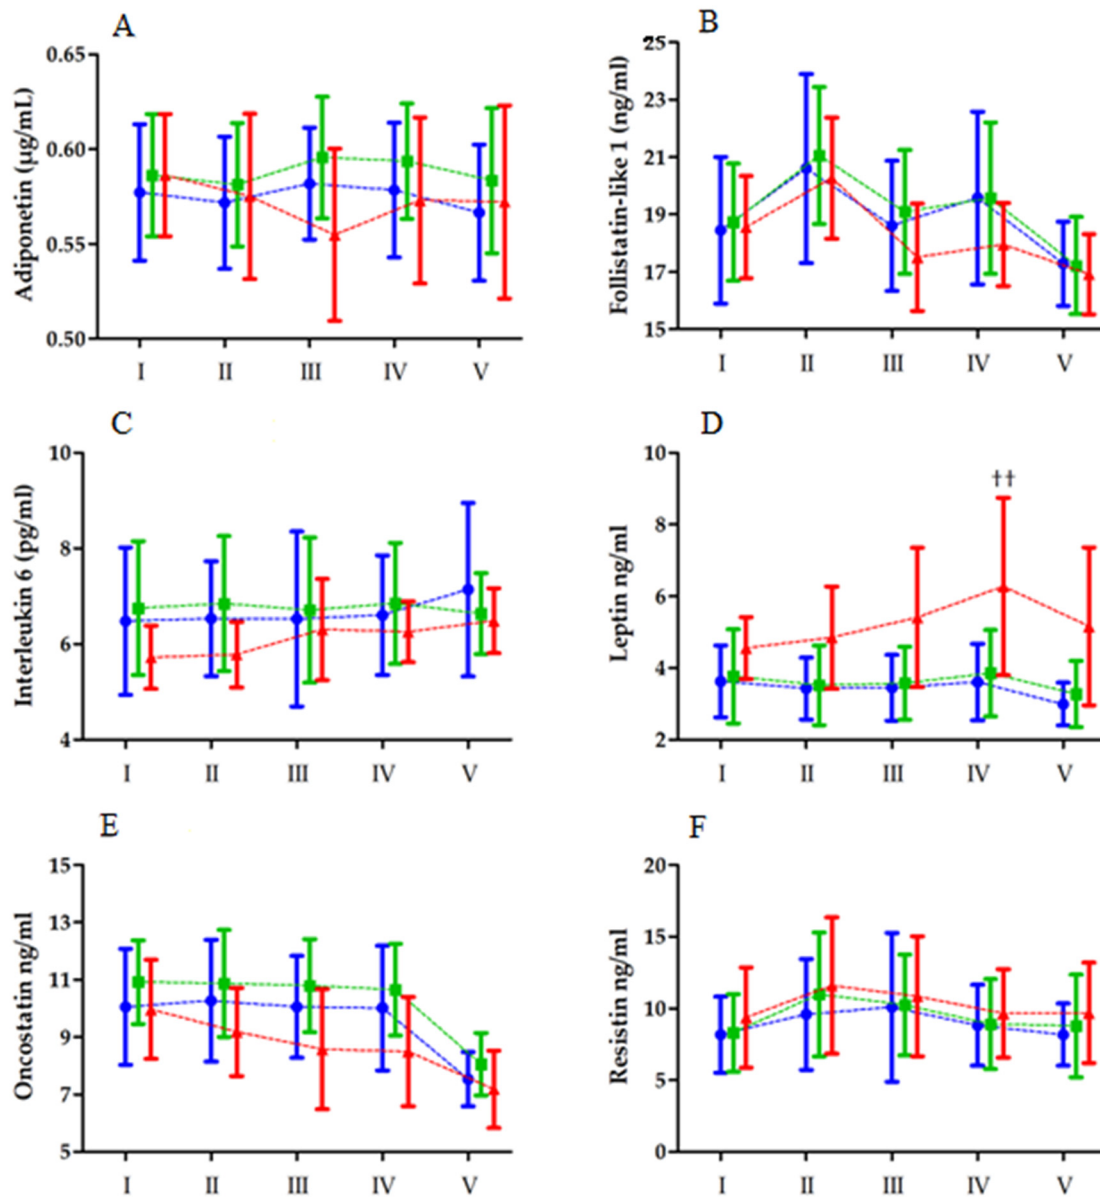 A
Adiponetin (µg/mL)
0.65
0.60
0.55
0.50
I II III IV V
B
Follistatin-like 1 (ng/ml)
25
23
21
19
17
15
I II III IV V
C
Interleukin 6 (pg/ml)
10
8
6
4
I II III IV V
D
Leptin ng/ml
10
8
6
4
2
††
I II III IV V
E
Oncostatin ng/ml
15
13
11
9
7
5
I II III IV V
F
Resistin ng/ml
20
15
10
5
0
I II III IV V